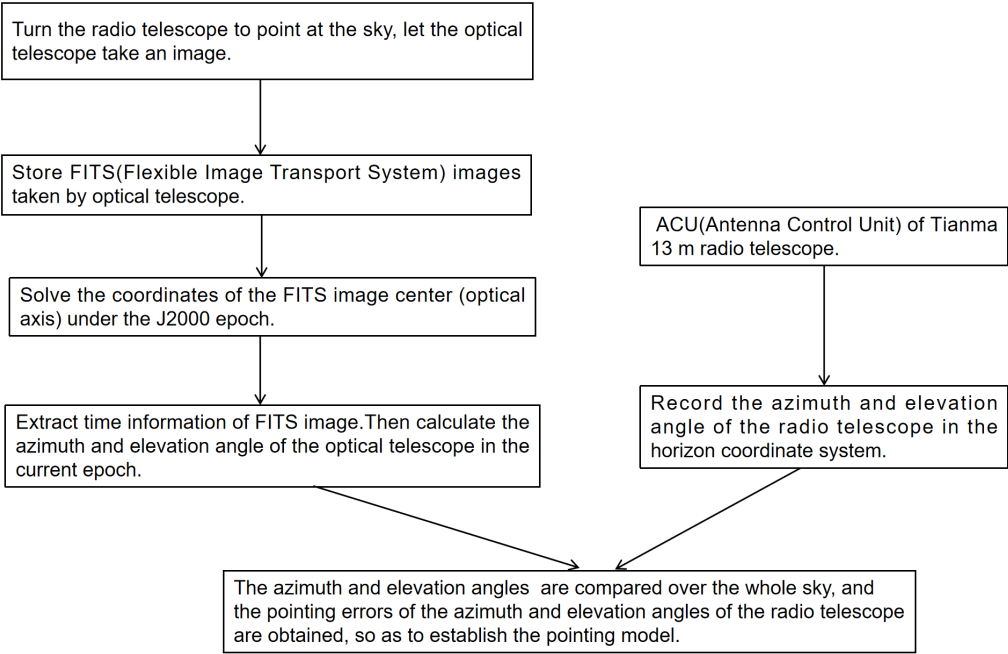 Turn the radio telescope to point at the sky, let the optical
telescope take an image.
Store FITS(Flexible Image Transport System) images
taken by optical telescope.
Solve the coordinates of the FITS image center (optical
axis) under the J2000 epoch.
Extract time information of FITS image.Then calculate the
azimuth and elevation angle of the optical telescope in the
current epoch.
ACU(Antenna Control Unit) of Tianma
13 m radio telescope.
Record the azimuth and elevation
angle of the radio telescope in the
horizon coordinate system.
The azimuth and elevation angles are compared over the whole sky, and
the pointing errors of the azimuth and elevation angles of the radio telescope
are obtained, so as to establish the pointing model.